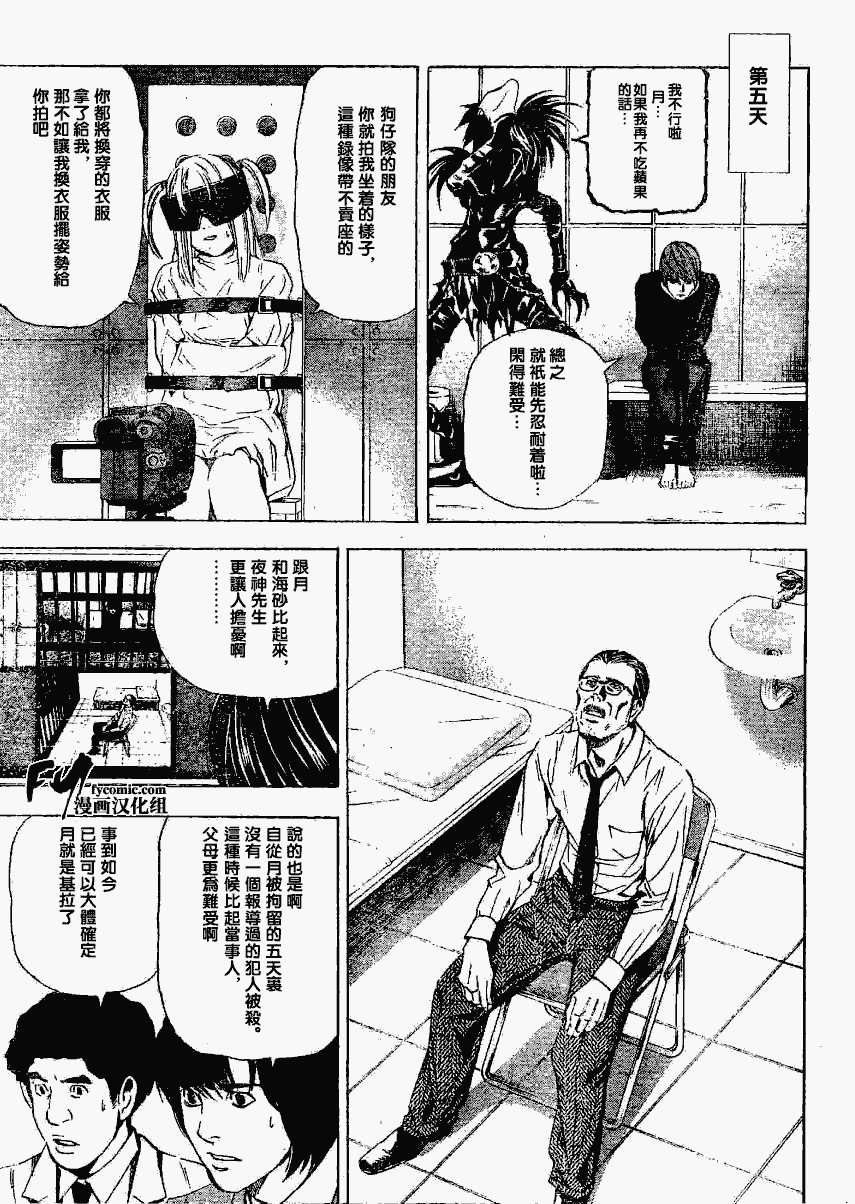 第五天
我不行啦
月…
如果我再不吃蘋果
的話…
總之
就衹能先忍耐着啦…
閑得難受…
狗仔隊的朋友
你就拍我坐着的樣子，
這種錄像帶不賣座的
你都將換穿的衣服
拿了給我，
那不如讓我換衣服擺姿勢給
你拍吧
跟月
和海砂比起來，
夜神先生
更讓人擔憂啊
…………
說的也是啊
自從月被拘留的五天裏
沒有一個報導過的犯人被殺。
這種時候比起當事人，
父母更爲難受啊
事到如今
已經可以大體確定
月就是基拉了
FY
fycomic.com
漫画汉化组